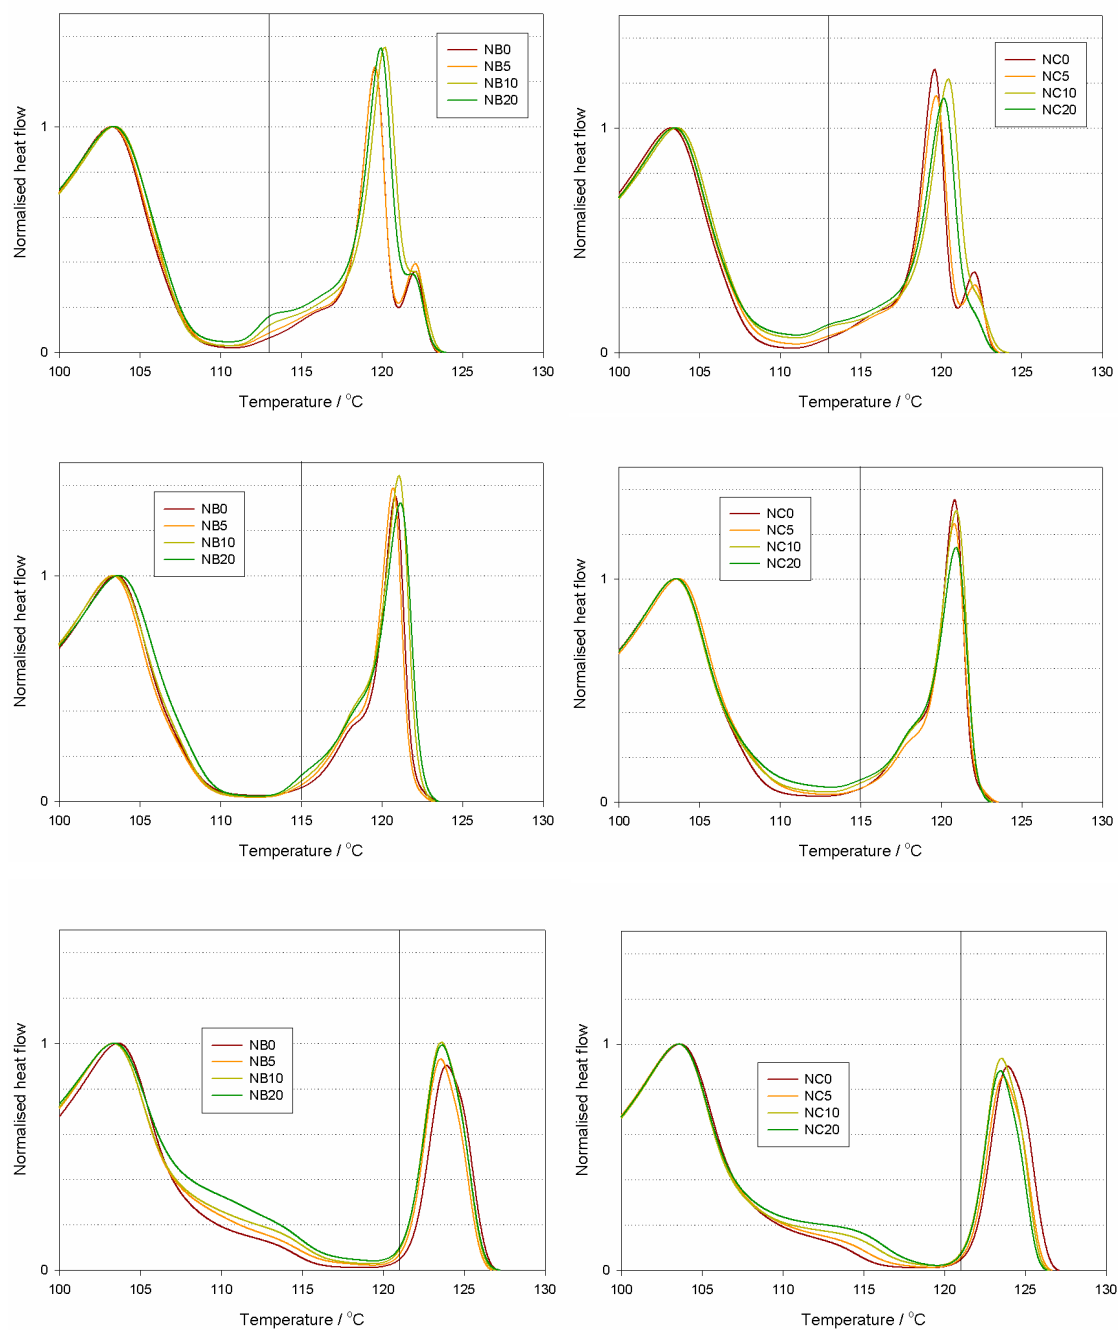 NB0
NB5
NB10
NB20
Normalised heat flow
1
0
100 105 110 115 120 125 130
Temperature / °C
NC0
NC5
NC10
NC20
Normalised heat flow
1
0
100 105 110 115 120 125 130
Temperature / °C
NB0
NB5
NB10
NB20
Normalised heat flow
1
0
100 105 110 115 120 125 130
Temperature / °C
NC0
NC5
NC10
NC20
Normalised heat flow
1
0
100 105 110 115 120 125 130
Temperature / °C
NB0
NB5
NB10
NB20
Normalised heat flow
1
0
100 105 110 115 120 125 130
Temperature / °C
NC0
NC5
NC10
NC20
Normalised heat flow
1
0
100 105 110 115 120 125 130
Temperature / °C